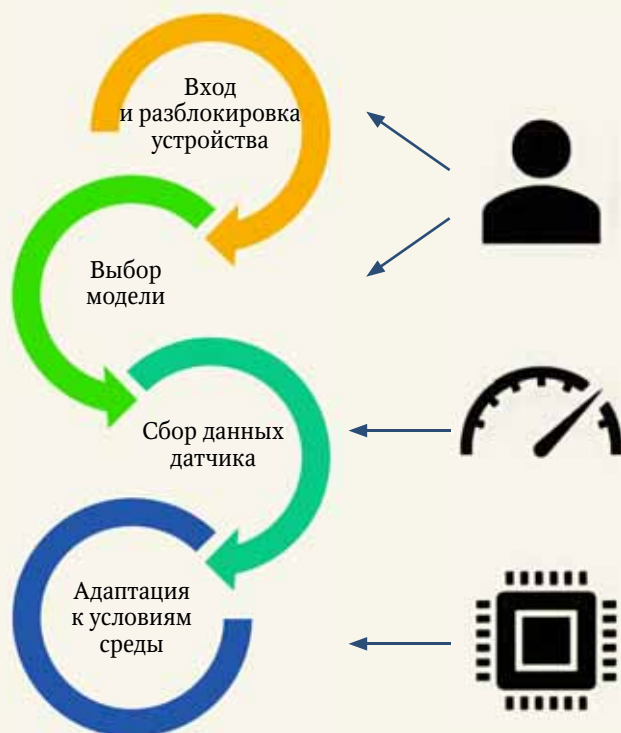 Вход
и разблокировка
устройства
Выбор
модели
Сбор данных
датчика
Адаптация
к условиям
среды